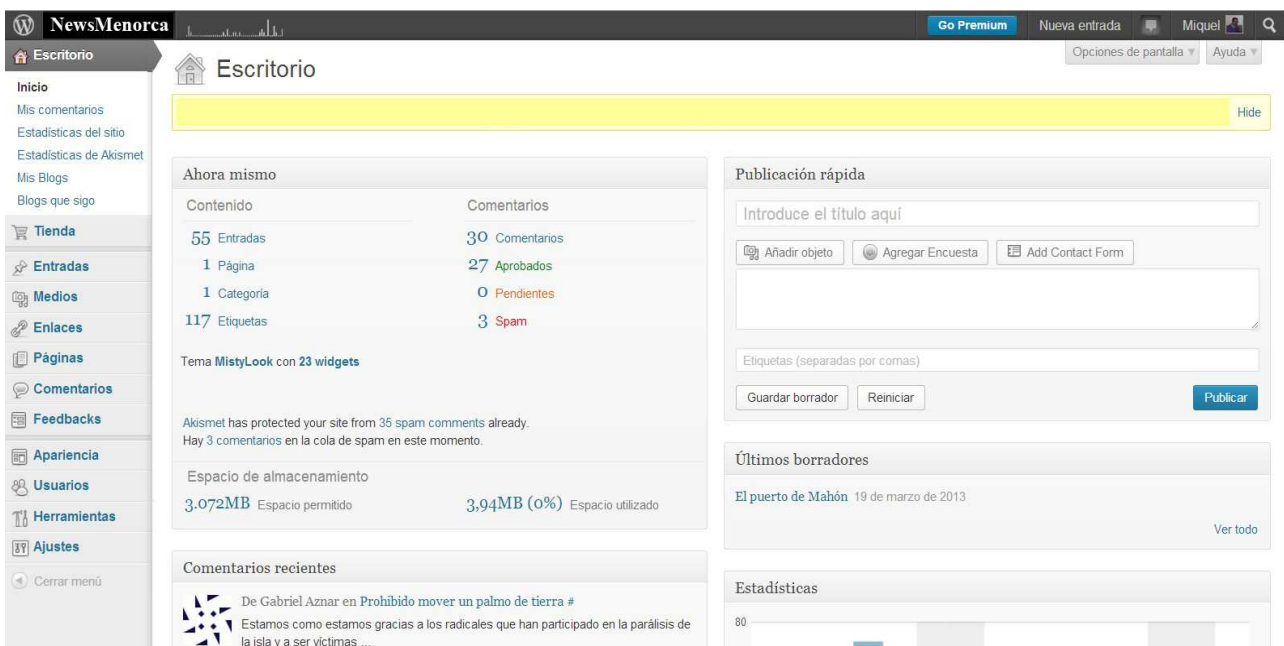 NewsMenorca
Go Premium
Nueva entrada
Miquel
Escritorio
Inicio
Mis comentarios
Estadísticas del sitio
Estadísticas de Akismet
Mis Blogs
Blogs que sigo
Tienda
Entradas
Medios
Enlaces
Páginas
Comentarios
Feedbacks
Apariencia
Usuarios
Herramientas
Ajustes
Cerrar menú
Opciones de pantalla
Ayuda
Escritorio
Hide
Ahora mismo
Contenido
55 Entradas
1 Página
1 Categoría
117 Etiquetas
Comentarios
30 Comentarios
27 Aprobados
0 Pendientes
3 Spam
Tema MistyLook con 23 widgets
Akismet has protected your site from 35 spam comments already.
Hay 3 comentarios en la cola de spam en este momento.
Espacio de almacenamiento
3.072MB Espacio permitido
3,94MB (0%) Espacio utilizado
Comentarios recientes
De Gabriel Aznar en Prohibido mover un palmo de tierra #
Estamos como estamos gracias a los radicales que han participado en la parálisis de
la isla y a ser víctimas ...
Publicación rápida
Introduce el título aquí
Añadir objeto
Agregar Encuesta
Add Contact Form
Etiquetas (separadas por comas)
Guardar borrador
Reiniciar
Publicar
Últimos borradores
El puerto de Mahón 19 de marzo de 2013
Ver todo
Estadísticas
80